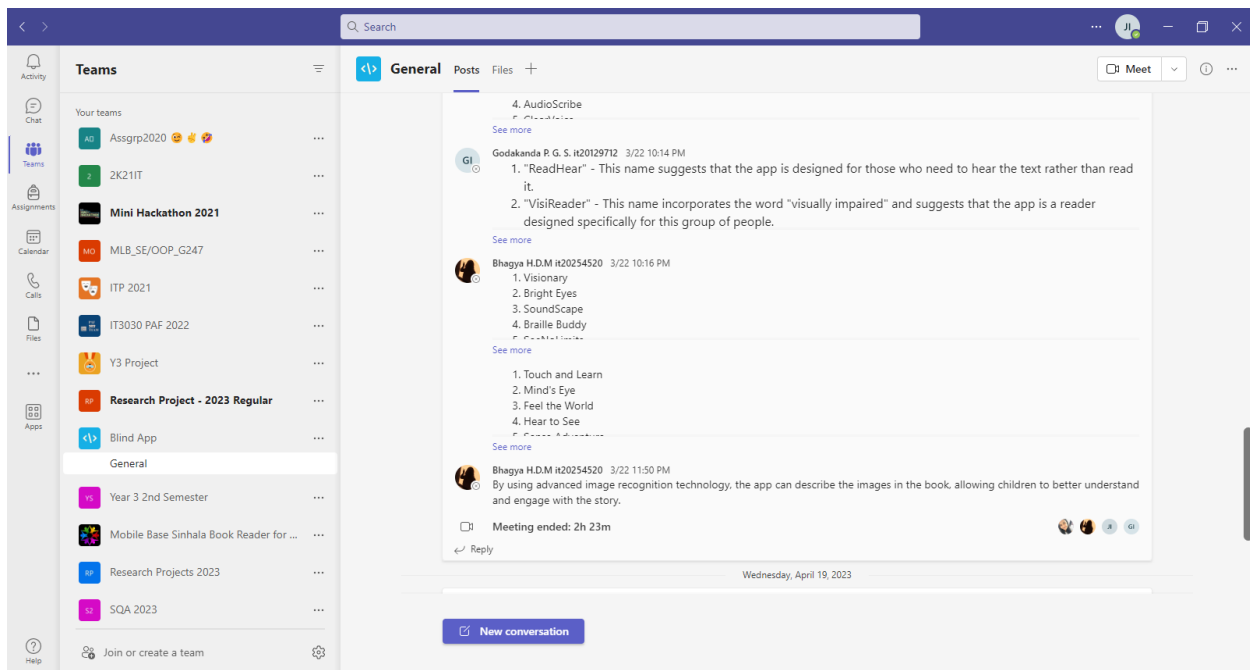 Search
JI
Activity
Chat
Teams
Assignments
Calendar
Calls
Files
Apps
Help
Teams
Your teams
AO Assgrp2020 😉✌️🤣
2 2K21IT
Mini Hackathon 2021
MO MLB_SE/OOP_G247
ITP 2021
IT3030 PAF 2022
Y3 Project
RP Research Project - 2023 Regular
Blind App
General
YS Year 3 2nd Semester
Mobile Base Sinhala Book Reader for ...
RP Research Projects 2023
S2 SQA 2023
Join or create a team
</> General Posts Files
Meet
4. AudioScribe
5. ClearVoice
See more
GI Godakanda P. G. S. it20129712 3/22 10:14 PM
1. "ReadHear" - This name suggests that the app is designed for those who need to hear the text rather than read
it.
2. "VisiReader" - This name incorporates the word "visually impaired" and suggests that the app is a reader
designed specifically for this group of people.
See more
Bhagya H.D.M it20254520 3/22 10:16 PM
1. Visionary
2. Bright Eyes
3. SoundScape
4. Braille Buddy
5. SeeNoLimits
See more
1. Touch and Learn
2. Mind's Eye
3. Feel the World
4. Hear to See
5. Sense Adventure
See more
Bhagya H.D.M it20254520 3/22 11:50 PM
By using advanced image recognition technology, the app can describe the images in the book, allowing children to better understand
and engage with the story.
Meeting ended: 2h 23m
JI GI
Reply
Wednesday, April 19, 2023
New conversation